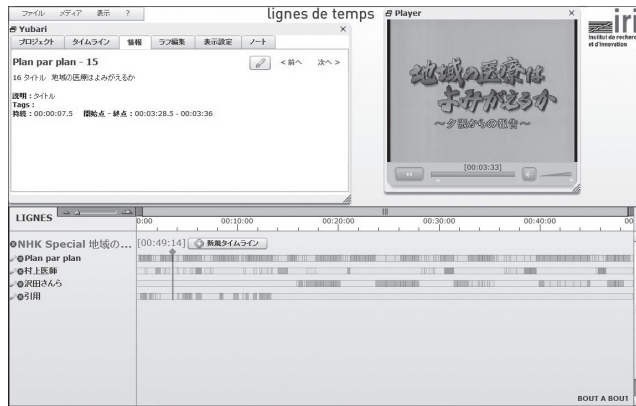 ファイル メディア 表示 ?
lignes de temps
Yubari
プロジェクト タイムライン 情報 ラフ編集 表示設定 ノート
Plan par plan - 15
< 前へ 次へ >
16 タイトル 地域の医療はよみがえるか
説明 : タイトル
Tags :
持続 : 00:00:07.5 開始点 - 終点 : 00:03:28.5 - 00:03:36
Player
地域の医療は
よみがえるか
～夕張からの報告～
[00:03:33]
iri
Institut de recherc
et d'innovation
LIGNES
0:00 00:10:00 00:20:00 00:30:00 00:40:00 00
NHK Special 地域の... [00:49:14] 新規タイムライン
Plan par plan
村上医師
沢田さんら
引用
BOUT A BOUT